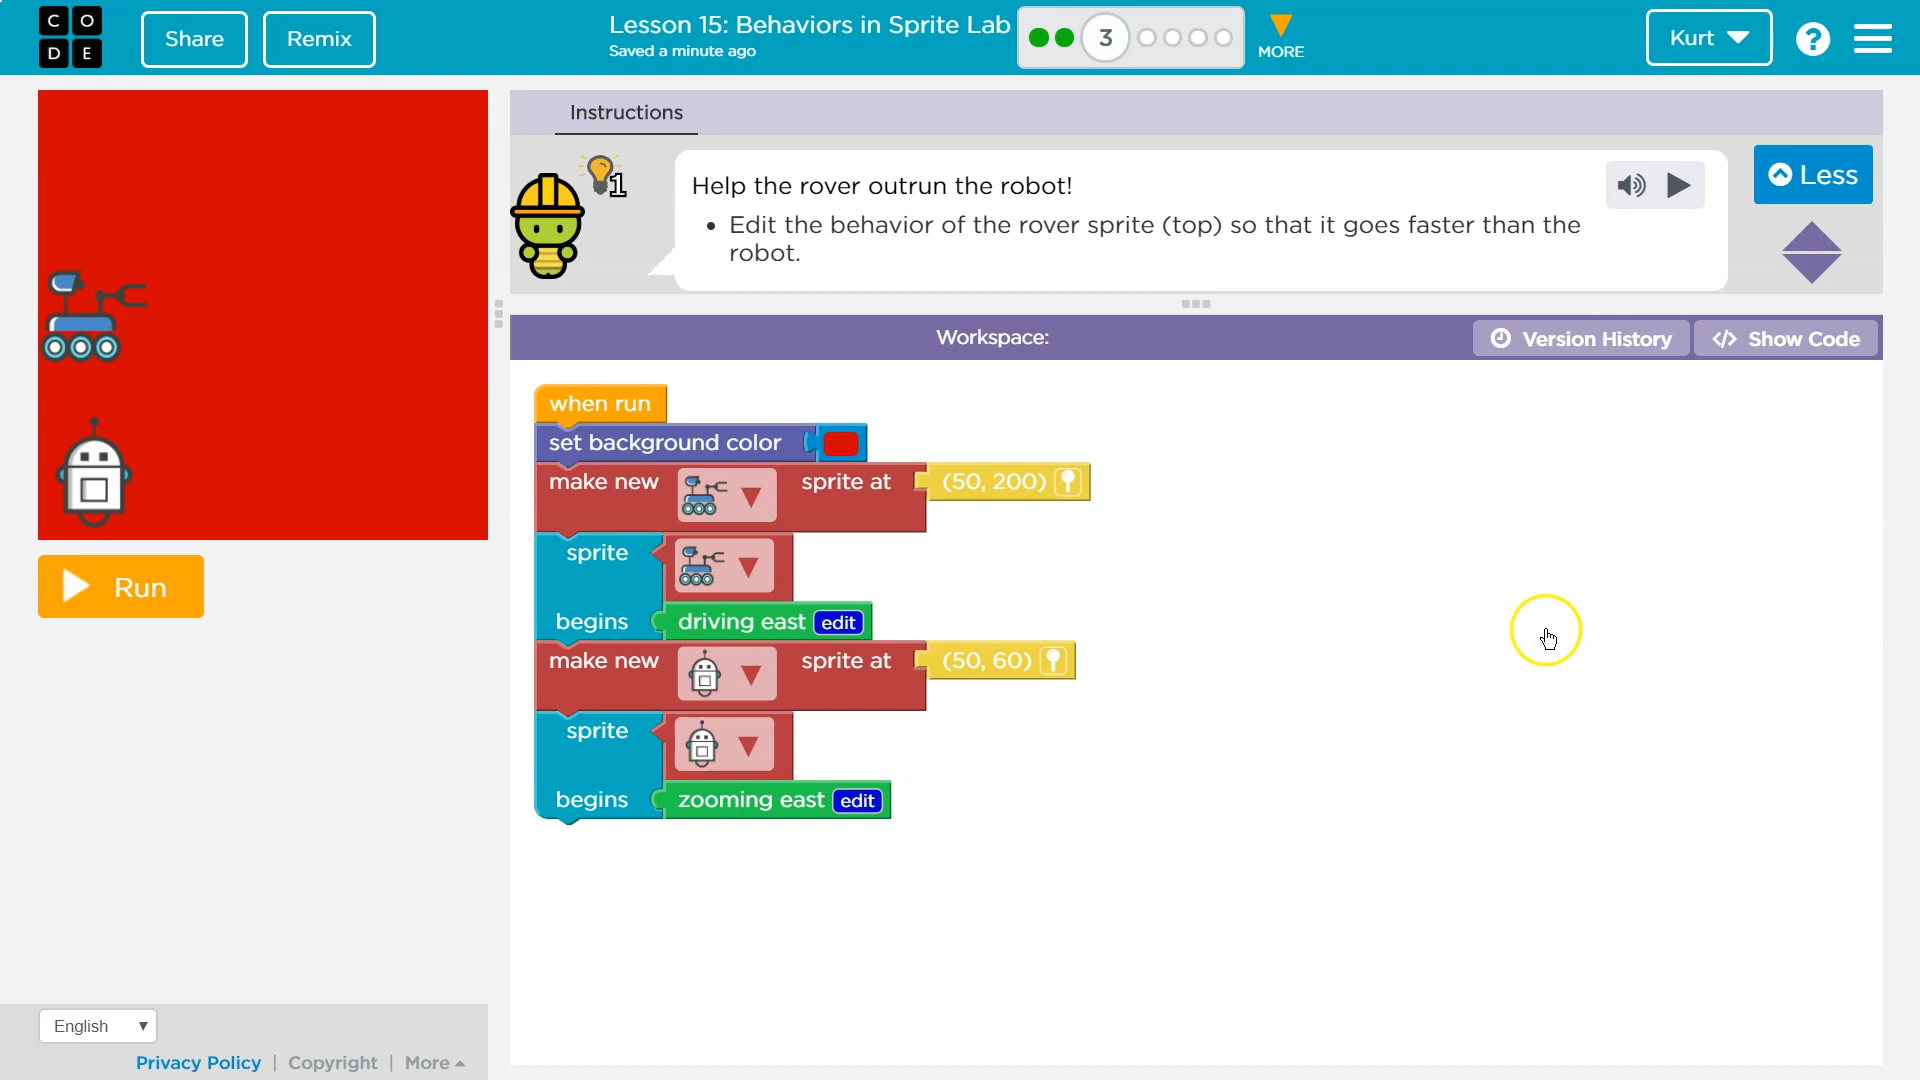 CO
DE
Share
Remix
Lesson 15: Behaviors in Sprite Lab
Saved a minute ago
3
MORE
Kurt
?
Instructions
1
Help the rover outrun the robot!
• Edit the behavior of the rover sprite (top) so that it goes faster than the
robot.
Less
Workspace:
Version History
</> Show Code
when run
set background color
make new sprite at (50, 200)
sprite
begins driving east edit
make new sprite at (50, 60)
sprite
begins zooming east edit
Run
English
Privacy Policy | Copyright | More